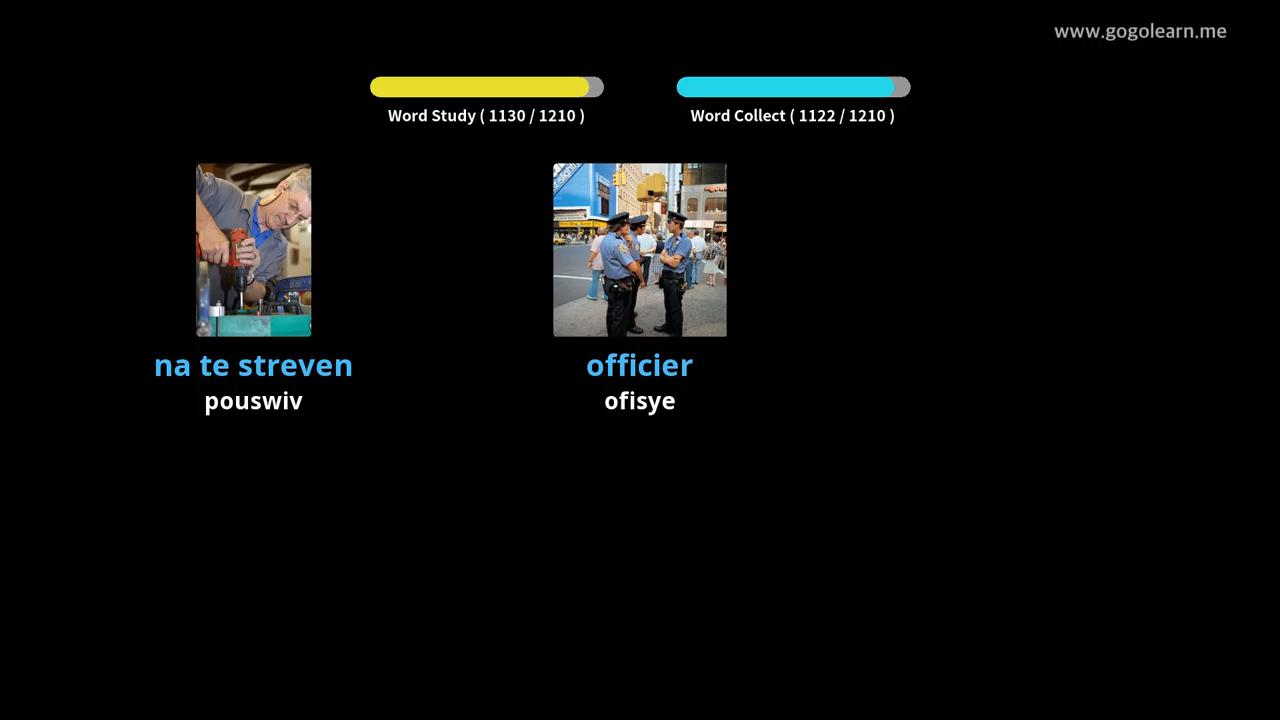 www.gogolearn.me
Word Study ( 1130 / 1210 )
Word Collect ( 1122 / 1210 )
na te streven
pouswiv
officier
ofisye